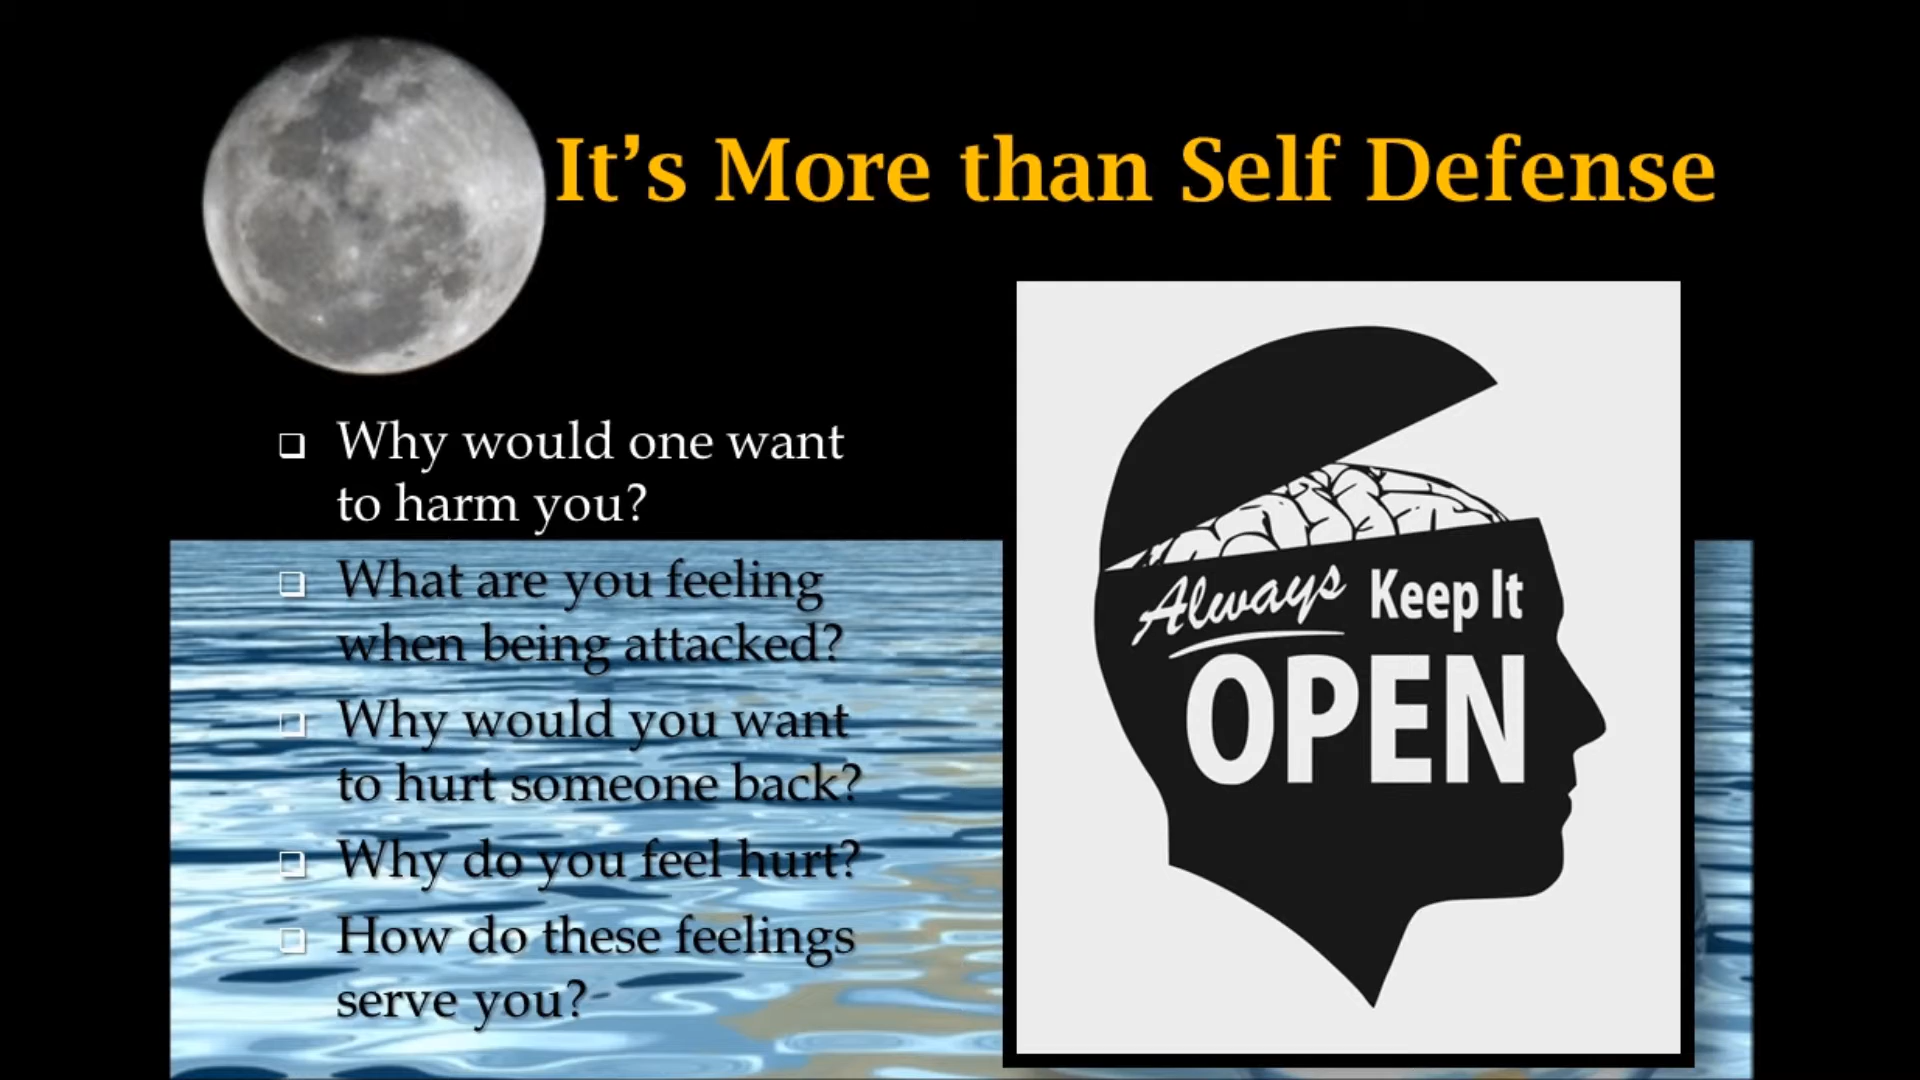 It’s More than Self Defense
Why would one want
to harm you?
What are you feeling
when being attacked?
Why would you want
to hurt someone back?
Why do you feel hurt?
How do these feelings
serve you?
Always Keep It
OPEN